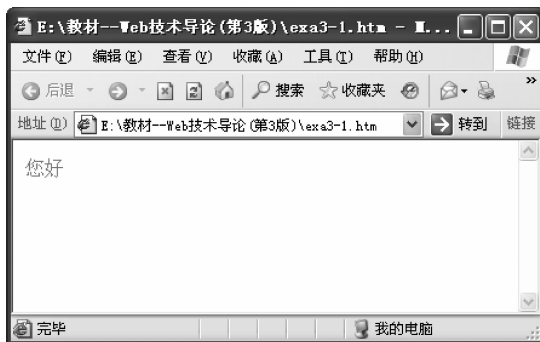 E:\教材--Web技术导论(第3版)\exa3-1.htm - M...
文件(F) 编辑(E) 查看(V) 收藏(A) 工具(T) 帮助(H)
后退 搜索 收藏夹 »
地址(D) E:\教材--Web技术导论(第3版)\exa3-1.htm 转到 链接
您好
完毕 我的电脑